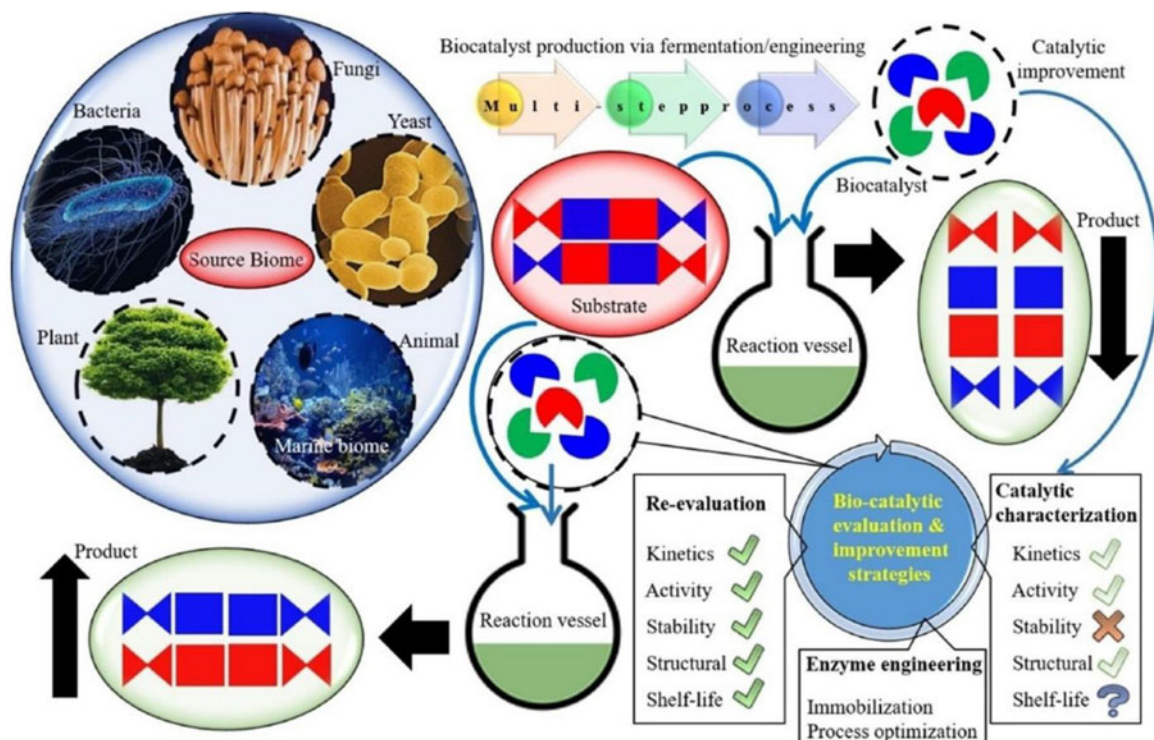 Fungi
Bacteria
Yeast
Source Biome
Plant
Animal
Marine biome
Biocatalyst production via fermentation/engineering
Multi-stepprocess
Catalytic
improvement
Biocatalyst
Substrate
Reaction vessel
Product
Re-evaluation
Kinetics
Activity
Stability
Structural
Shelf-life
Bio-catalytic
evaluation &
improvement
strategies
Catalytic
characterization
Kinetics
Activity
Stability
Structural
Shelf-life
?
Enzyme engineering
Immobilization
Process optimization
Reaction vessel
Product